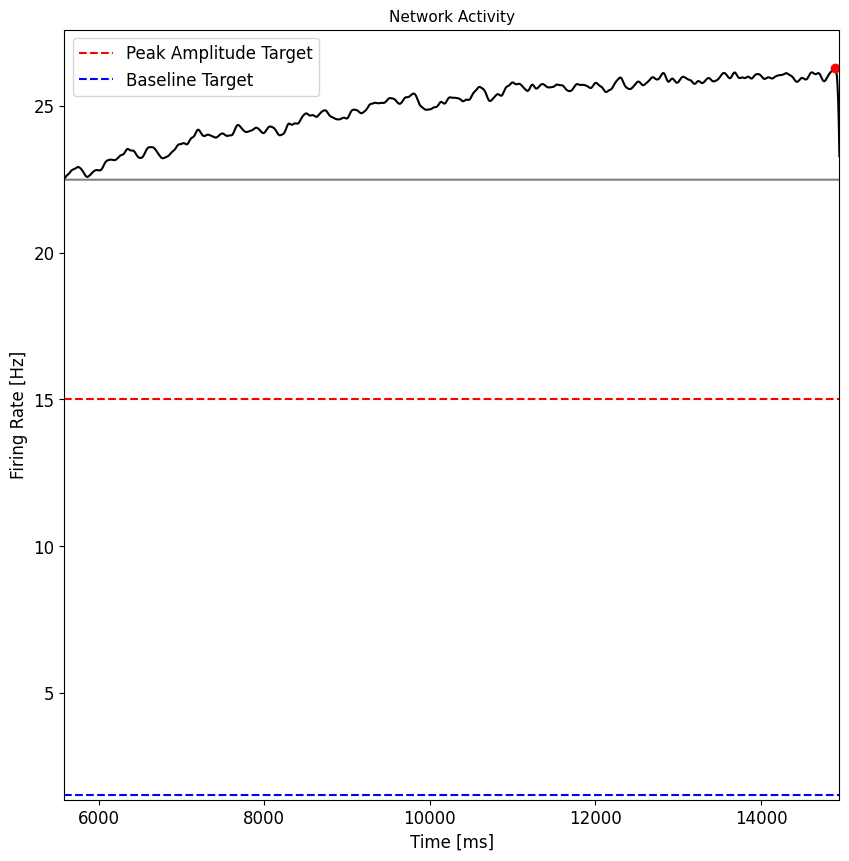 Network Activity
Peak Amplitude Target
Baseline Target
25
20
15
10
5
Firing Rate [Hz]
6000
8000
10000
12000
14000
Time [ms]